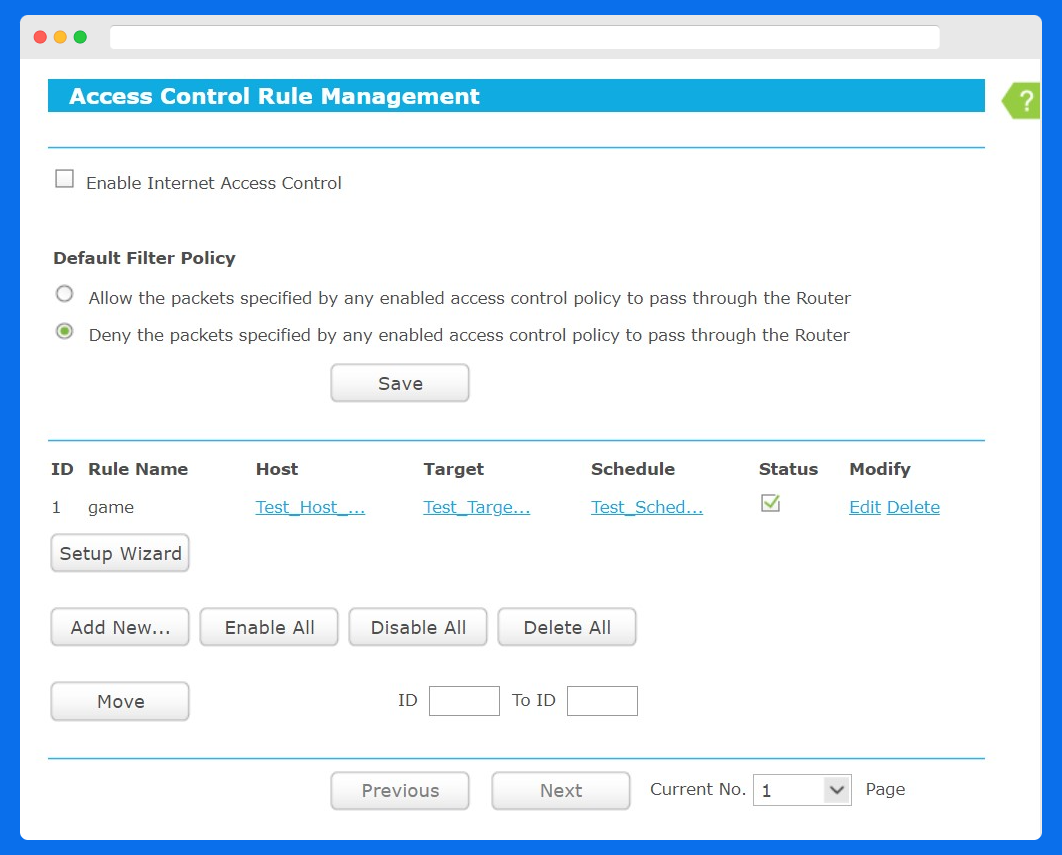 Access Control Rule Management
?
Enable Internet Access Control
Default Filter Policy
Allow the packets specified by any enabled access control policy to pass through the Router
Deny the packets specified by any enabled access control policy to pass through the Router
Save
ID Rule Name Host Target Schedule Status Modify
1 game Test_Host_... Test_Targe... Test_Sched... Edit Delete
Setup Wizard
Add New... Enable All Disable All Delete All
Move ID To ID
Previous Next Current No. 1 Page